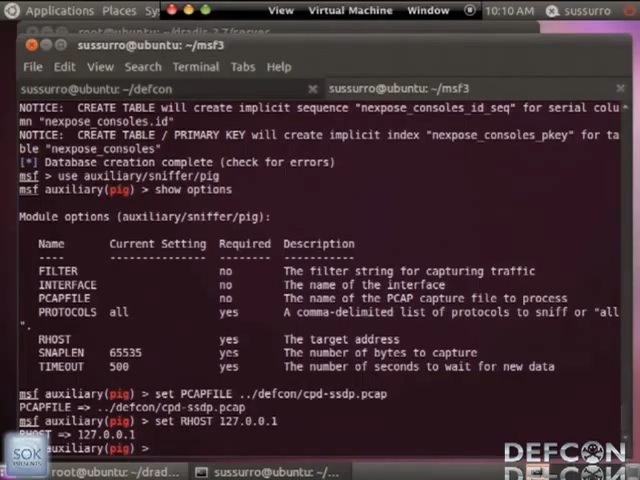 Applications Places Sy View Virtual Machine Window 10:10 AM sussurro
sussurro@ubuntu: ~/msf3
File Edit View Search Terminal Tabs Help
sussurro@ubuntu: ~/defcon sussurro@ubuntu: ~/msf3
NOTICE: CREATE TABLE will create implicit sequence "nexpose_consoles_id_seq" for serial colu
mn "nexpose_consoles.id"
NOTICE: CREATE TABLE / PRIMARY KEY will create implicit index "nexpose_consoles_pkey" for ta
ble "nexpose_consoles"
[*] Database creation complete (check for errors)
msf > use auxiliary/sniffer/pig
msf auxiliary(pig) > show options
Module options (auxiliary/sniffer/pig):
Name Current Setting Required Description
---- --------------- -------- -----------
FILTER no The filter string for capturing traffic
INTERFACE no The name of the interface
PCAPFILE no The name of the PCAP capture file to process
PROTOCOLS all yes A comma-delimited list of protocols to sniff or "all
".
RHOST yes The target address
SNAPLEN 65535 yes The number of bytes to capture
TIMEOUT 500 yes The number of seconds to wait for new data
msf auxiliary(pig) > set PCAPFILE ../defcon/cpd-ssdp.pcap
PCAPFILE => ../defcon/cpd-ssdp.pcap
msf auxiliary(pig) > set RHOST 127.0.0.1
RHOST => 127.0.0.1
msf auxiliary(pig) >
SOK
PRESENTS
DEFCON
root@ubuntu: ~/drad... sussurro@ubuntu: ~/...